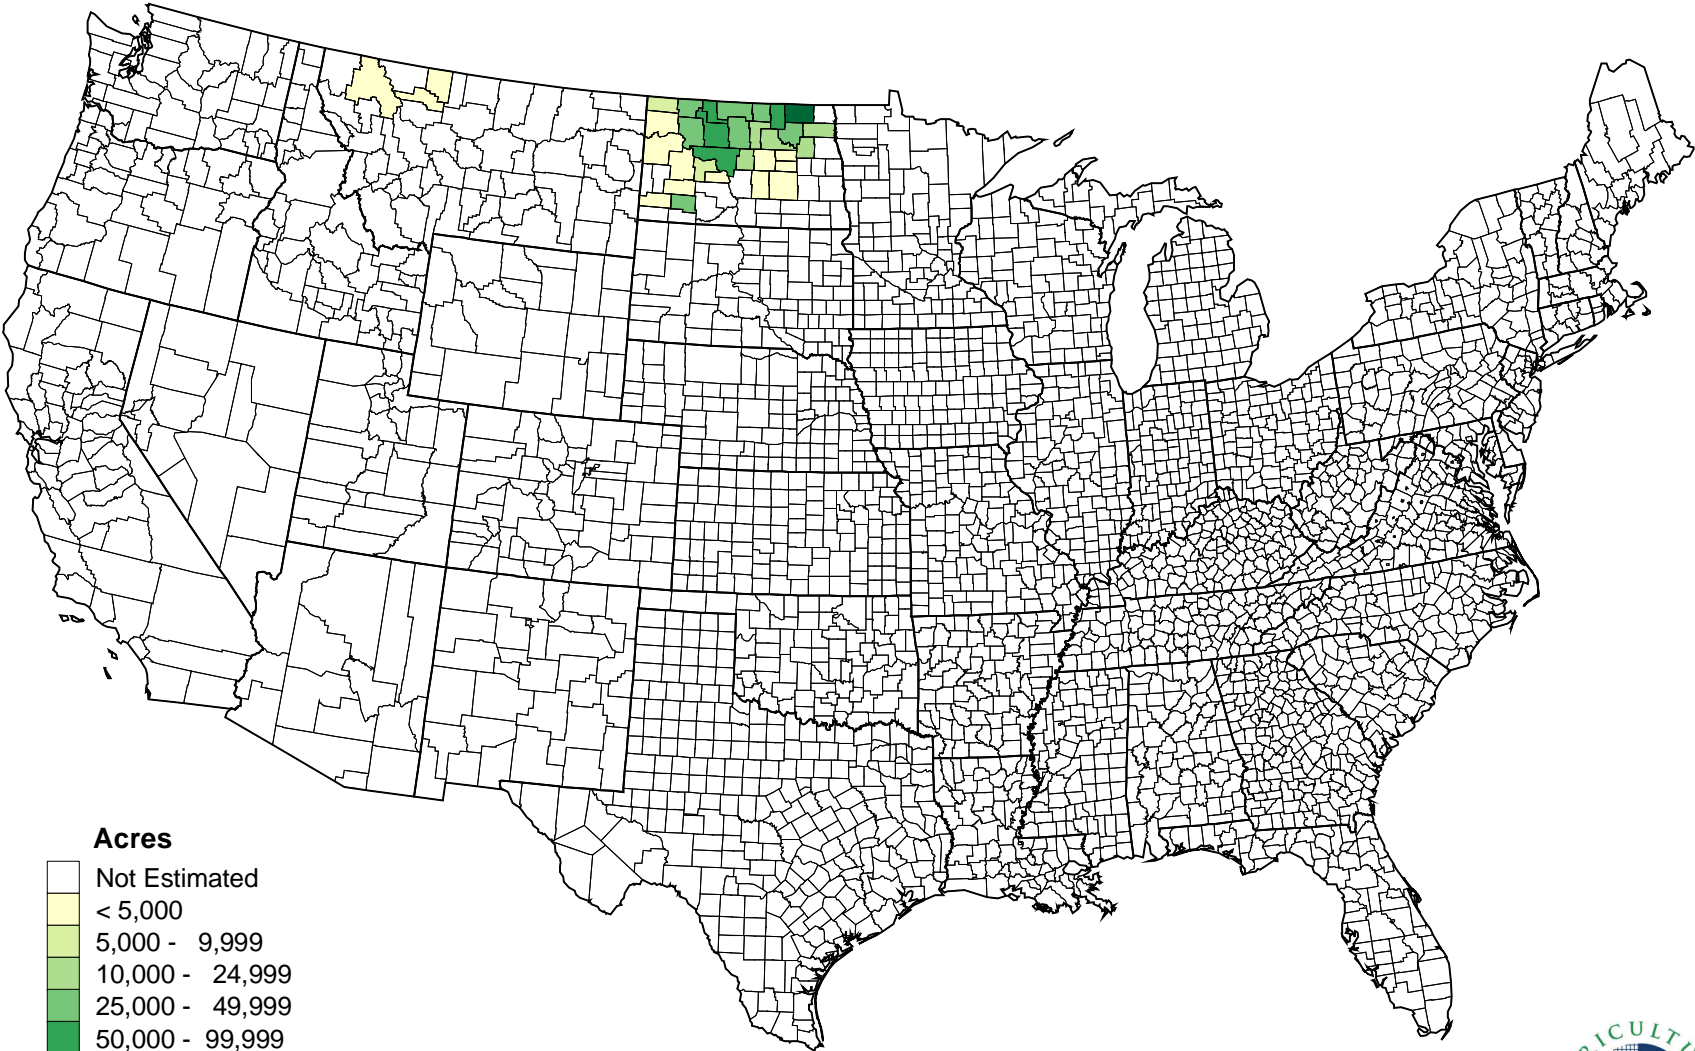 Acres
Not Estimated
< 5,000
5,000 - 9,999
10,000 - 24,999
25,000 - 49,999
50,000 - 99,999
RICULTU